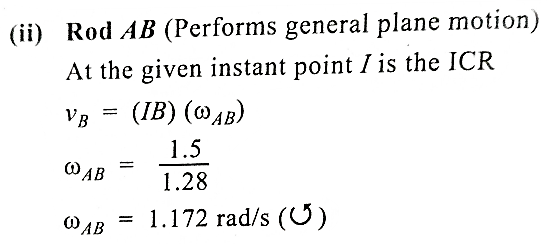 (ii) Rod AB (Performs general plane motion)
At the given instant point I is the ICR
v_B = (IB) (ω_AB)
ω_AB = 1.5/1.28
ω_AB = 1.172 rad/s (↺)